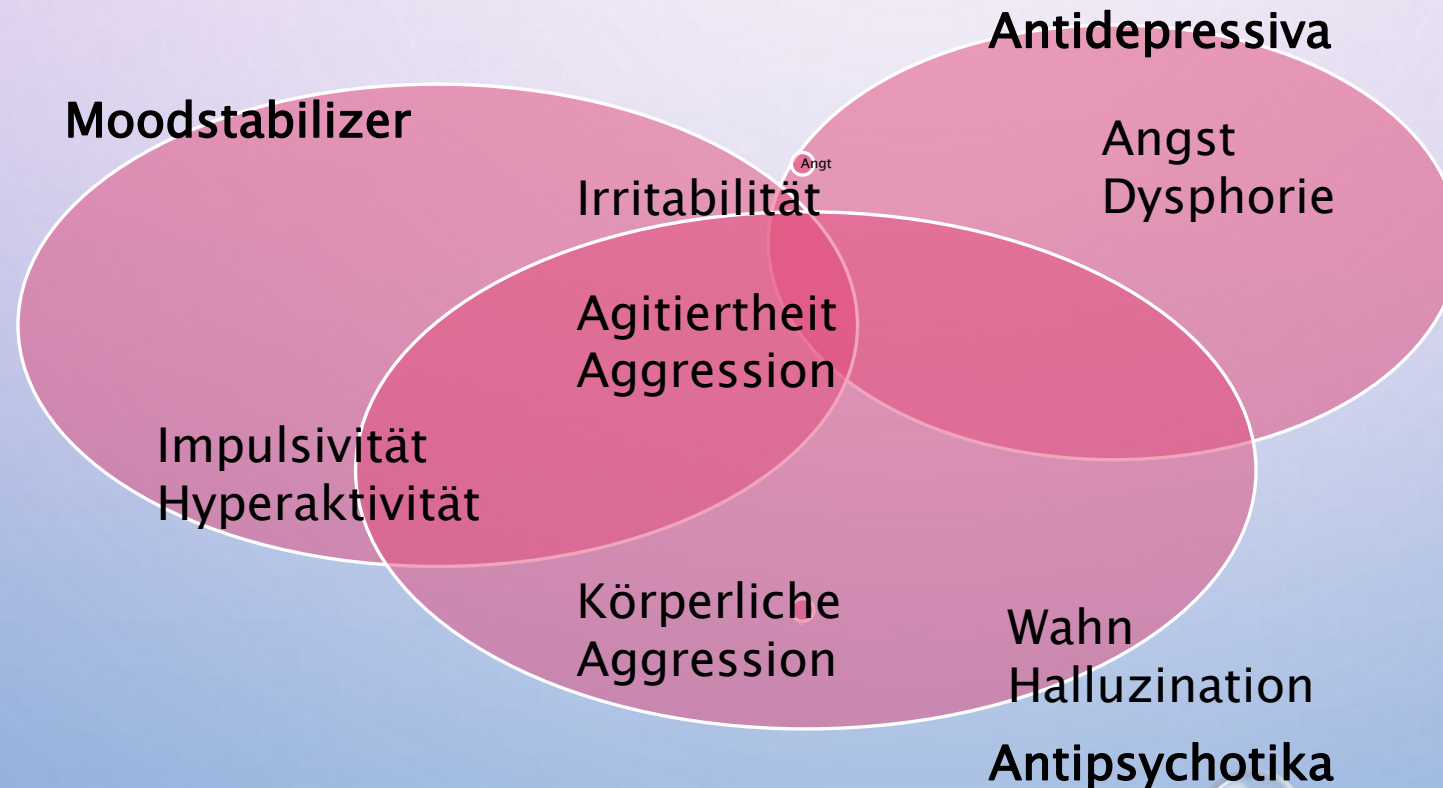 Antidepressiva
Moodstabilizer
Angst
Dysphorie
Angt
Irritabilität
Agitiertheit
Aggression
Impulsivität
Hyperaktivität
Körperliche
Aggression
Wahn
Halluzination
Antipsychotika